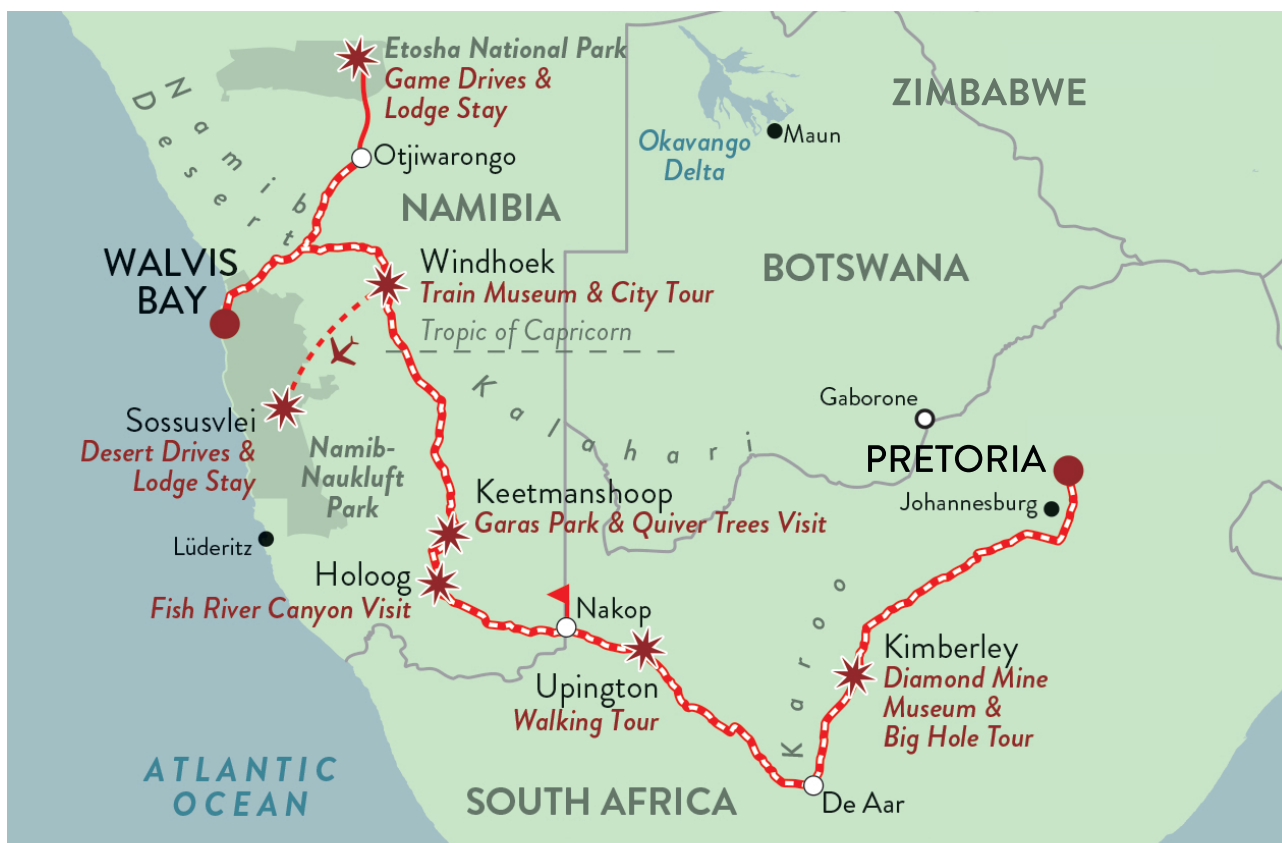 Etosha National Park
Game Drives &
Lodge Stay
Namib
Desert
Otjiwarongo
NAMIBIA
Okavango
Delta
Maun
ZIMBABWE
WALVIS
BAY
Windhoek
Train Museum & City Tour
Tropic of Capricorn
BOTSWANA
Kalahari
Sossusvlei
Desert Drives &
Lodge Stay
Namib-
Naukluft
Park
Gaborone
PRETORIA
Johannesburg
Keetmanshoop
Garas Park & Quiver Trees Visit
Lüderitz
Holoog
Fish River Canyon Visit
Nakop
Upington
Walking Tour
Karoo
Kimberley
Diamond Mine
Museum &
Big Hole Tour
De Aar
ATLANTIC
OCEAN
SOUTH AFRICA